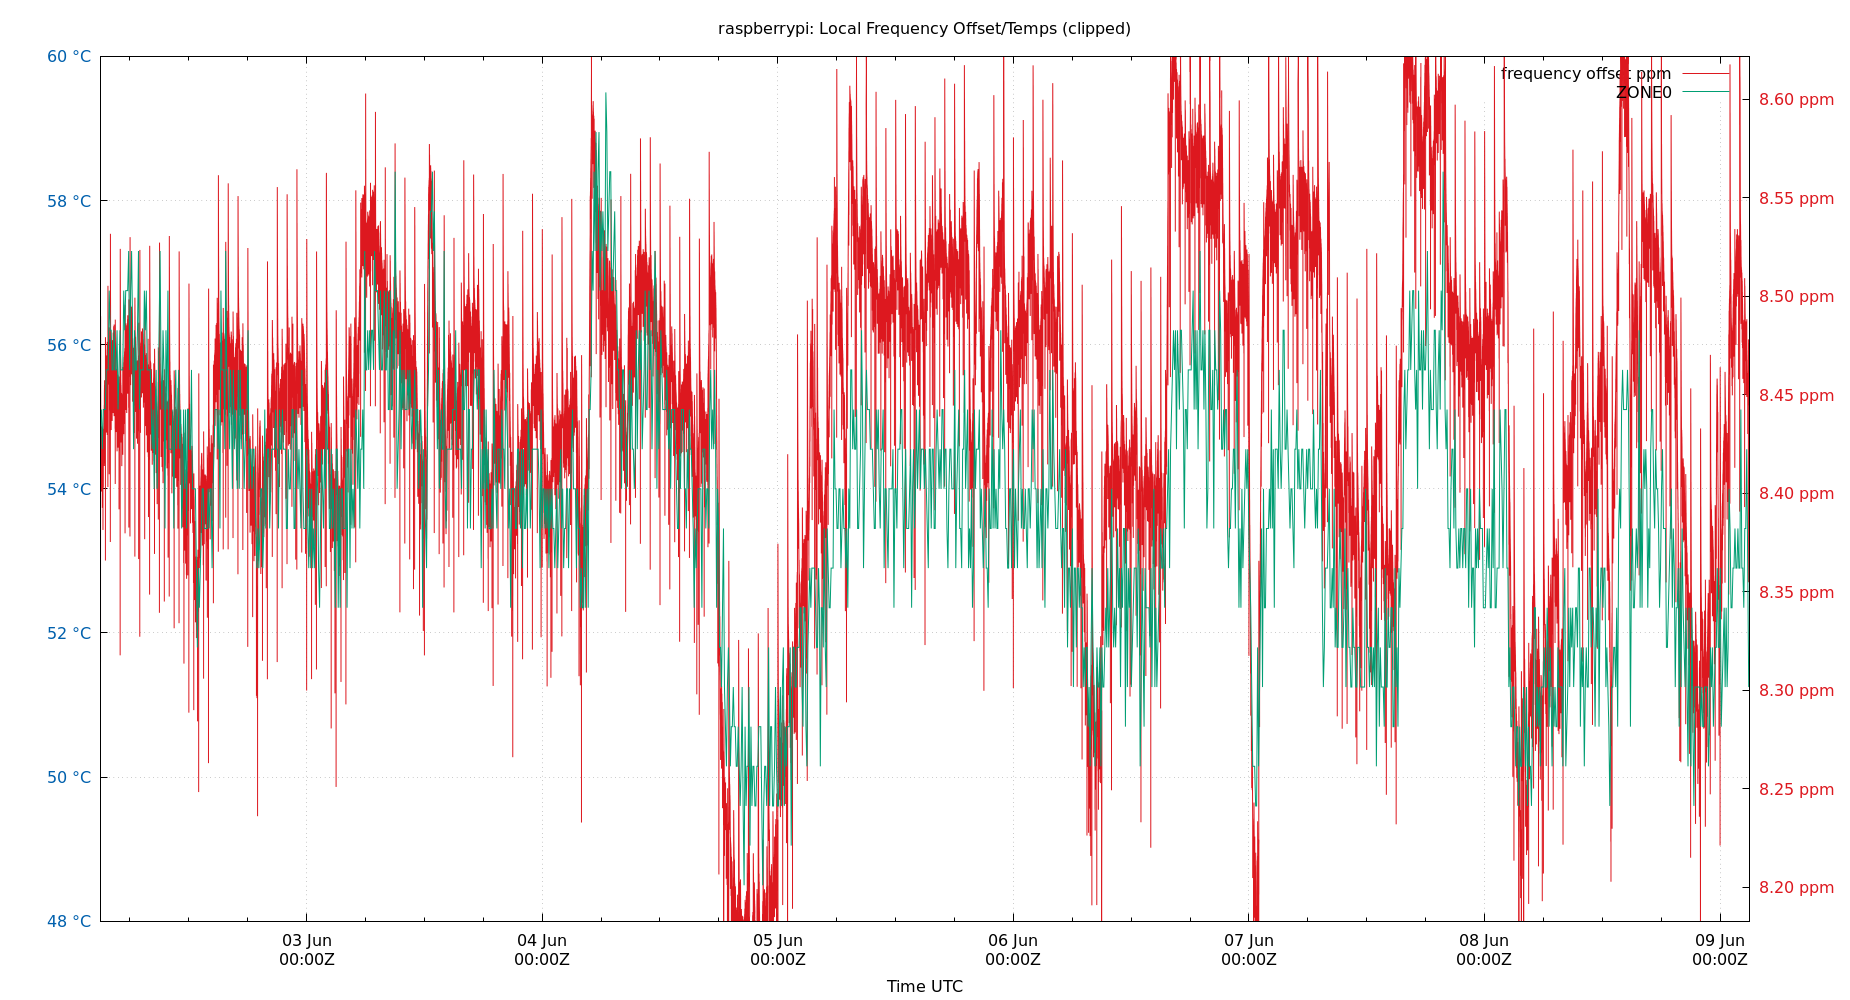 raspberrypi: Local Frequency Offset/Temps (clipped)
60 °C
58 °C
56 °C
54 °C
52 °C
50 °C
48 °C
frequency offset ppm
ZONE0
8.60 ppm
8.55 ppm
8.50 ppm
8.45 ppm
8.40 ppm
8.35 ppm
8.30 ppm
8.25 ppm
8.20 ppm
03 Jun
00:00Z
04 Jun
00:00Z
05 Jun
00:00Z
06 Jun
00:00Z
07 Jun
00:00Z
08 Jun
00:00Z
09 Jun
00:00Z
Time UTC